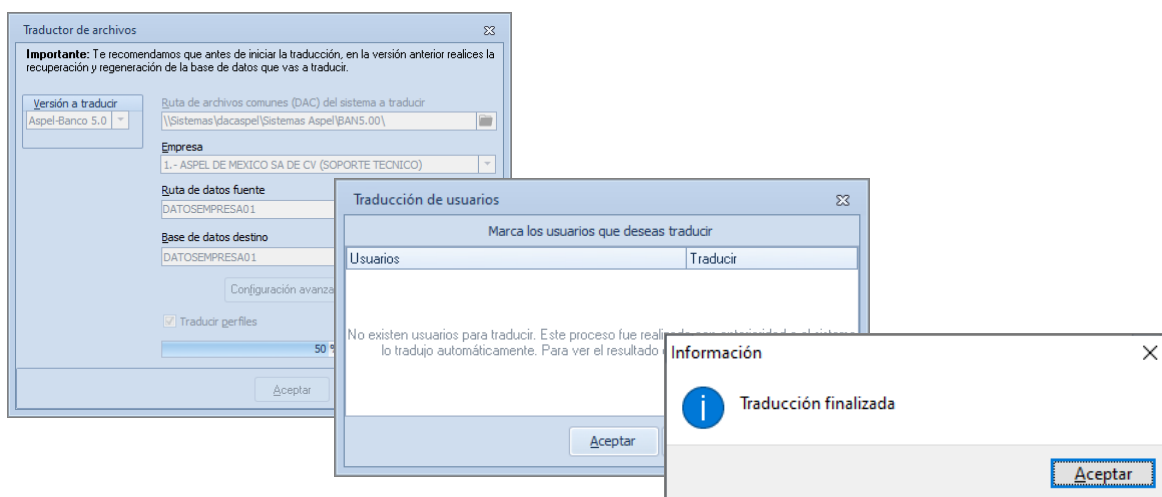 Traductor de archivos
Importante: Te recomendamos que antes de iniciar la traducción, en la versión anterior realices la
recuperación y regeneración de la base de datos que vas a traducir.
Versión a traducir
Aspel-Banco 5.0
Ruta de archivos comunes (DAC) del sistema a traducir
\\Sistemas\dacaspel\Sistemas Aspel\BAN5.00\
Empresa
1.- ASPEL DE MEXICO SA DE CV (SOPORTE TECNICO)
Ruta de datos fuente
DATOSEMPRESA01
Base de datos destino
DATOSEMPRESA01
Configuración
Traducir perfiles
50 %
Aceptar
Traducción de usuarios
Marca los usuarios que deseas traducir
Usuarios Traducir
No existen usuarios para traducir. Este proceso fue
lo tradujo automáticamente. Para ver el resultado
Aceptar
Información
Traducción finalizada
Aceptar